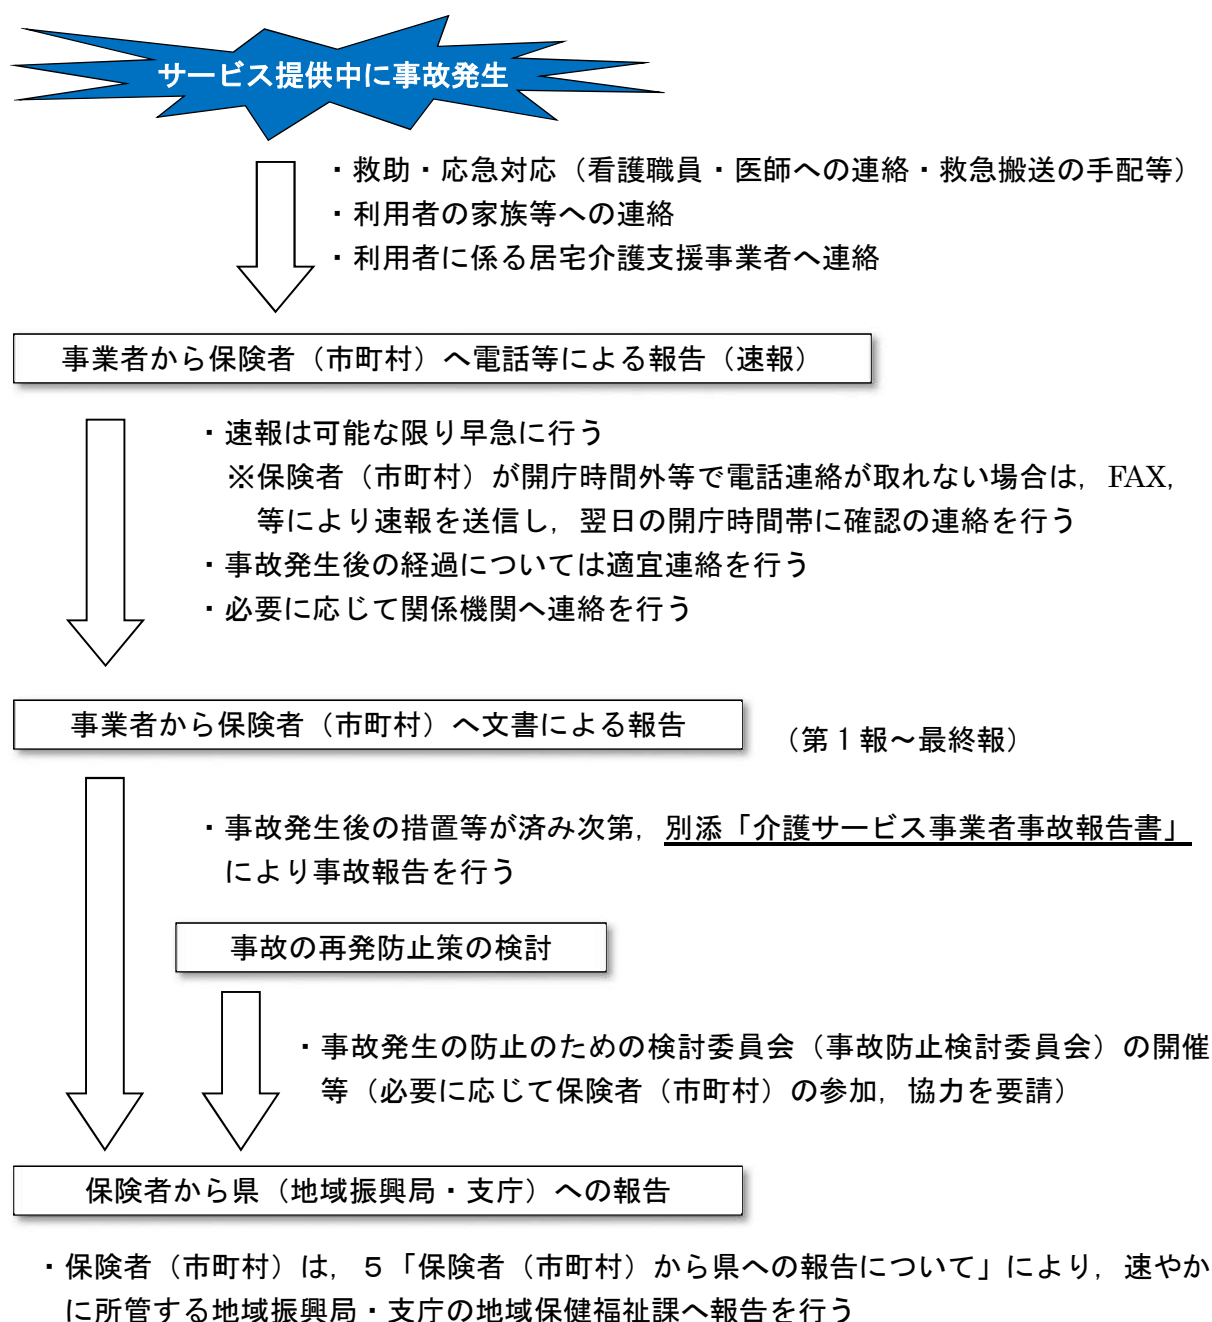 サービス提供中に事故発生
・救助・応急対応（看護職員・医師への連絡・救急搬送の手配等）
・利用者の家族等への連絡
・利用者に係る居宅介護支援事業者へ連絡
事業者から保険者（市町村）へ電話等による報告（速報）
・速報は可能な限り早急に行う
※保険者（市町村）が開庁時間外等で電話連絡が取れない場合は，FAX，
等により速報を送信し，翌日の開庁時間帯に確認の連絡を行う
・事故発生後の経過については適宜連絡を行う
・必要に応じて関係機関へ連絡を行う
事業者から保険者（市町村）へ文書による報告
（第１報～最終報）
・事故発生後の措置等が済み次第，別添「介護サービス事業者事故報告書」
により事故報告を行う
事故の再発防止策の検討
・事故発生の防止のための検討委員会（事故防止検討委員会）の開催
等（必要に応じて保険者（市町村）の参加，協力を要請）
保険者から県（地域振興局・支庁）への報告
・保険者（市町村）は，５「保険者（市町村）から県への報告について」により，速やか
に所管する地域振興局・支庁の地域保健福祉課へ報告を行う